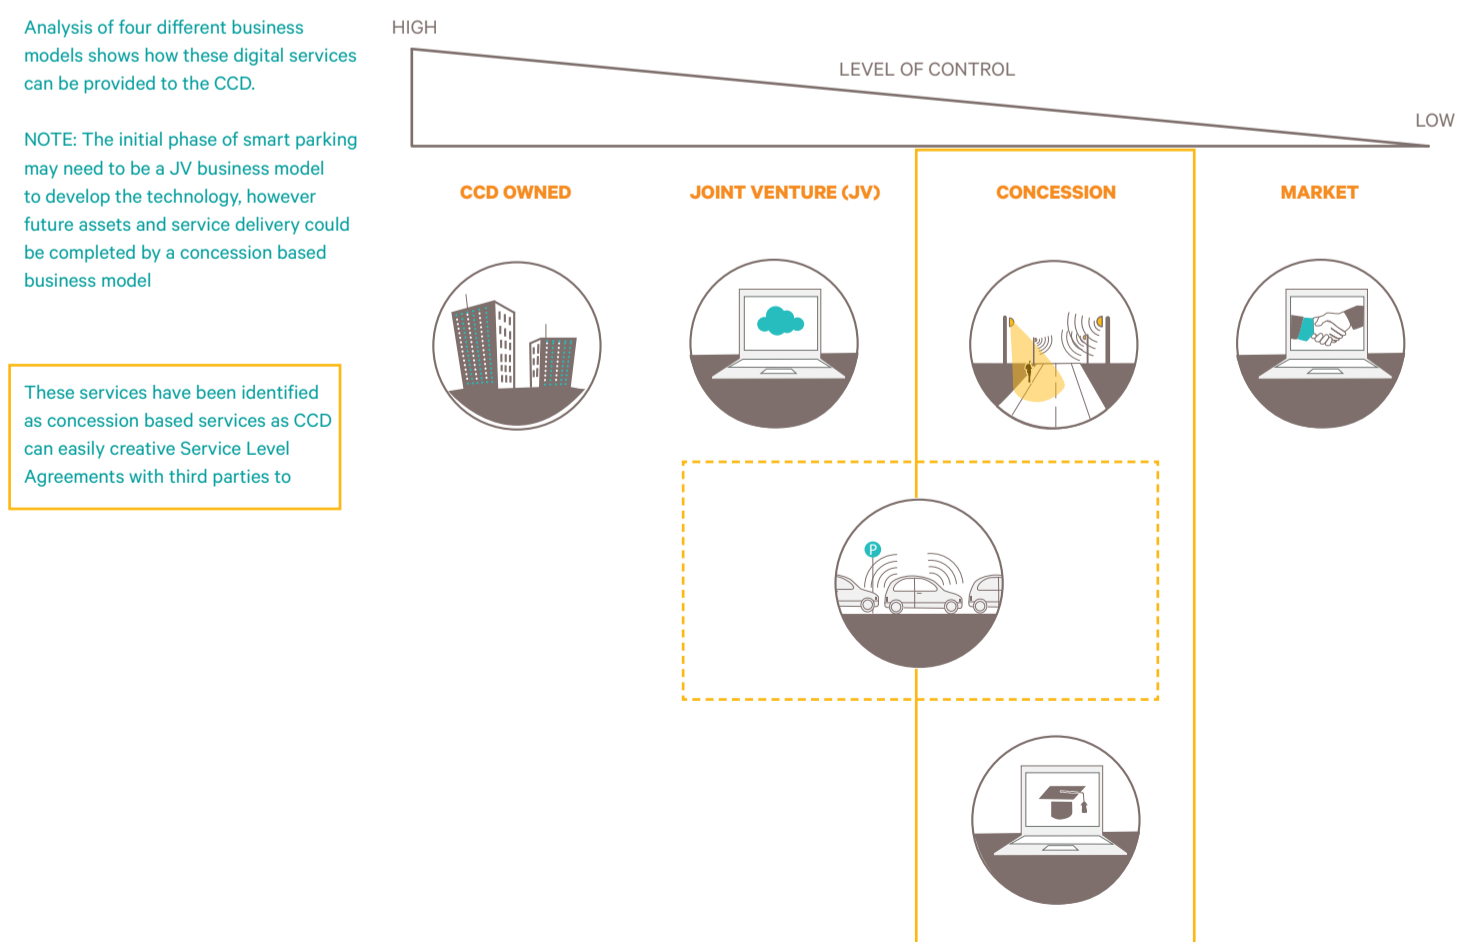 Analysis of four different business
models shows how these digital services
can be provided to the CCD.
NOTE: The initial phase of smart parking
may need to be a JV business model
to develop the technology, however
future assets and service delivery could
be completed by a concession based
business model
These services have been identified
as concession based services as CCD
can easily creative Service Level
Agreements with third parties to
HIGH
LEVEL OF CONTROL
LOW
CCD OWNED
JOINT VENTURE (JV)
CONCESSION
MARKET
P